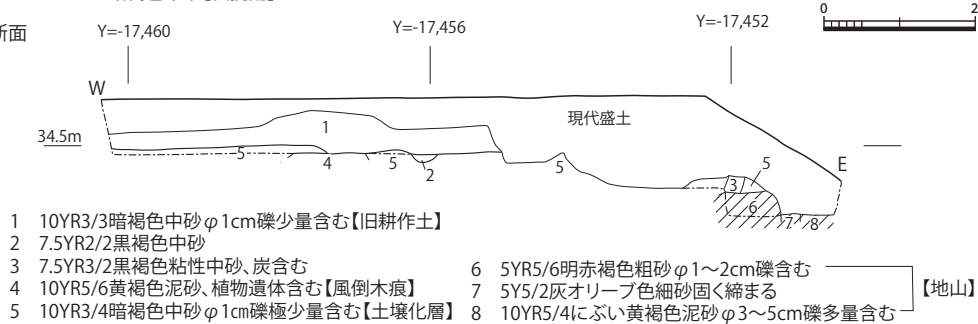 0 2
断面
Y=-17,460 Y=-17,456 Y=-17,452
W
現代盛土
1
34.5m
E
5 4 5 2 5 3 5
6
7 8
1 10YR3/3暗褐色中砂φ1cm礫少量含む【旧耕作土】
2 7.5YR2/2黒褐色中砂
3 7.5YR3/2黒褐色粘性中砂、炭含む
4 10YR5/6黄褐色泥砂、植物遺体含む【風倒木痕】
5 10YR3/4暗褐色中砂φ1㎝礫極少量含む【土壌化層】
6 5YR5/6明赤褐色粗砂φ1～2cm礫含む
7 5Y5/2灰オリーブ色細砂固く締まる
8 10YR5/4にぶい黄褐色泥砂φ3～5cm礫多量含む
【地山】